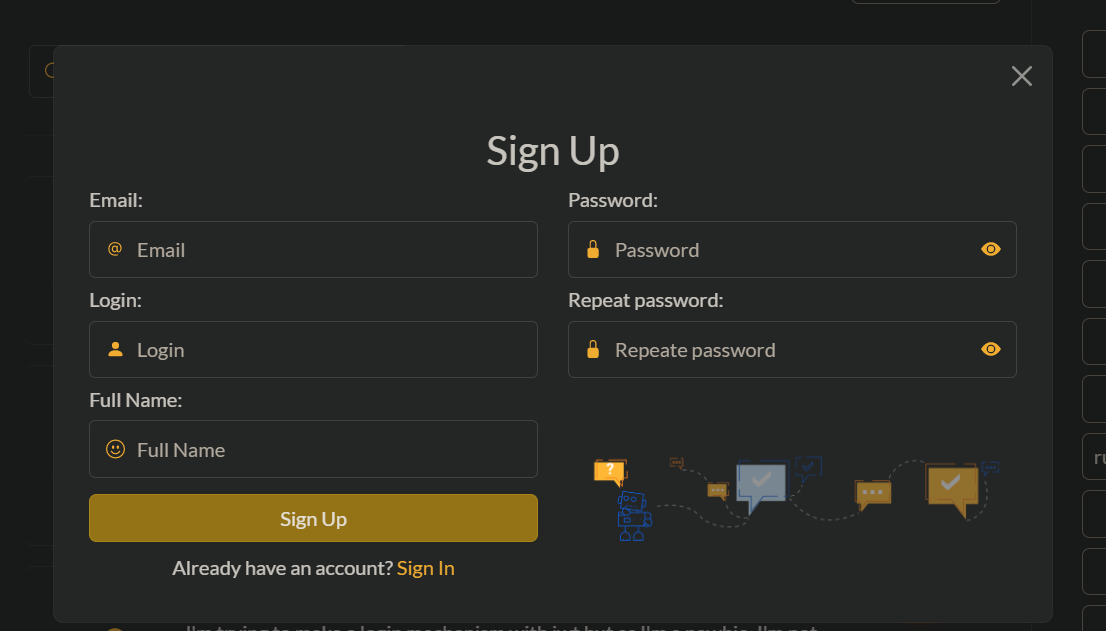 Sign Up
Email:
@ Email
Login:
Login
Full Name:
Full Name
Sign Up
Already have an account? Sign In
Password:
Password
Repeat password:
Repeate password
?
ru